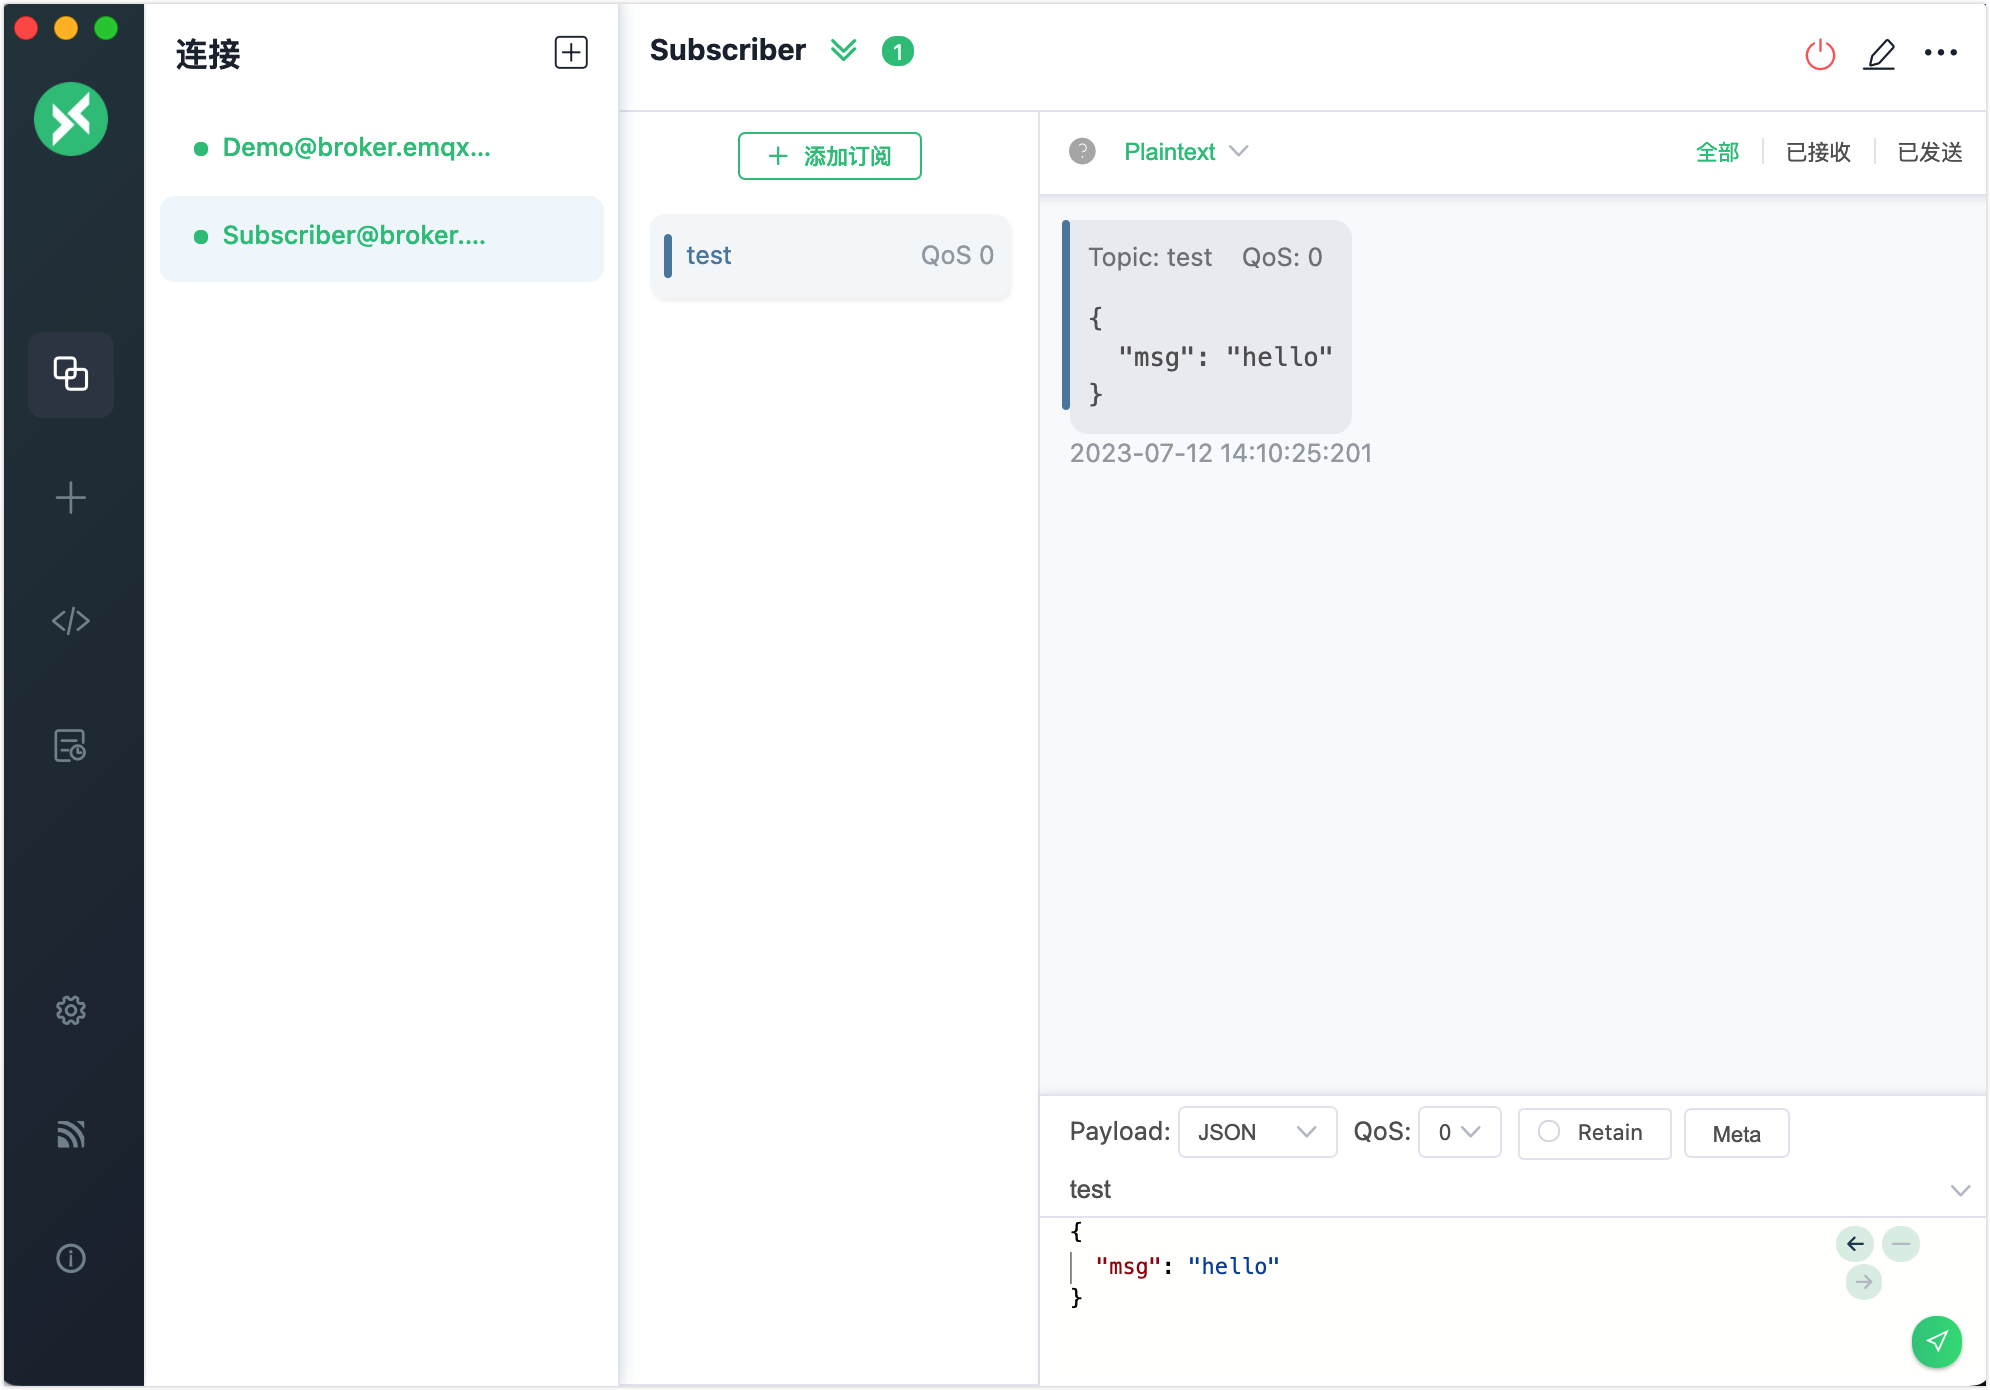 连接
Demo@broker.emqx...
Subscriber@broker....
Subscriber 1
添加订阅
test QoS 0
? Plaintext 全部 已接收 已发送
Topic: test QoS: 0
{
"msg": "hello"
}
2023-07-12 14:10:25:201
Payload: JSON QoS: 0 Retain Meta
test
{
"msg": "hello"
}